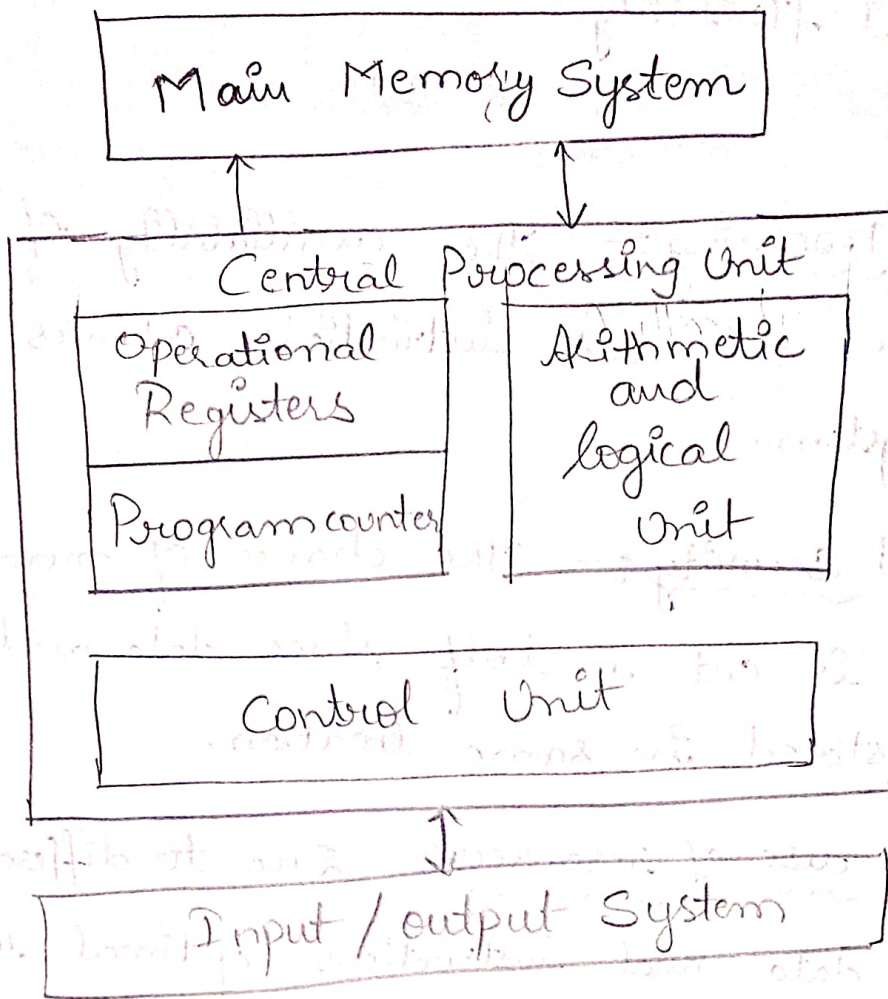 Main Memory System
Central Processing Unit
Operational
Registers
Program counter
Arithmetic
and
logical
Unit
Control Unit
Input / output System